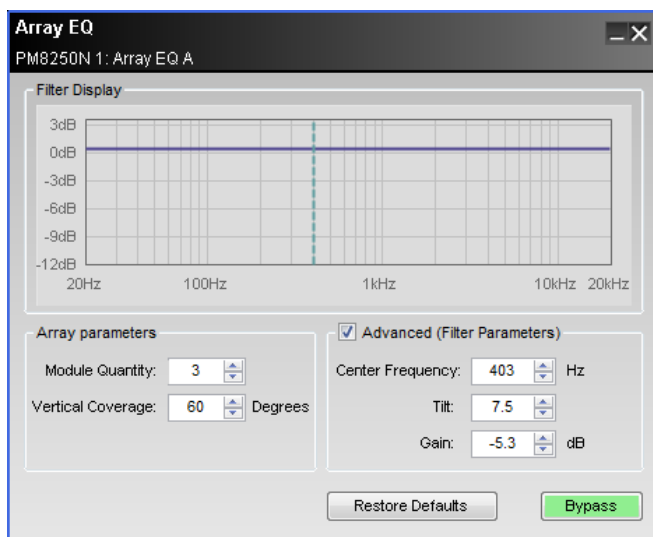 Array EQ
PM8250N 1: Array EQ A
Filter Display
3dB
0dB
-3dB
-6dB
-9dB
-12dB
20Hz 100Hz 1kHz 10kHz 20kHz
Array parameters
Module Quantity: 3
Vertical Coverage: 60 Degrees
Advanced (Filter Parameters)
Center Frequency: 403 Hz
Tilt: 7.5
Gain: -5.3 dB
Restore Defaults
Bypass